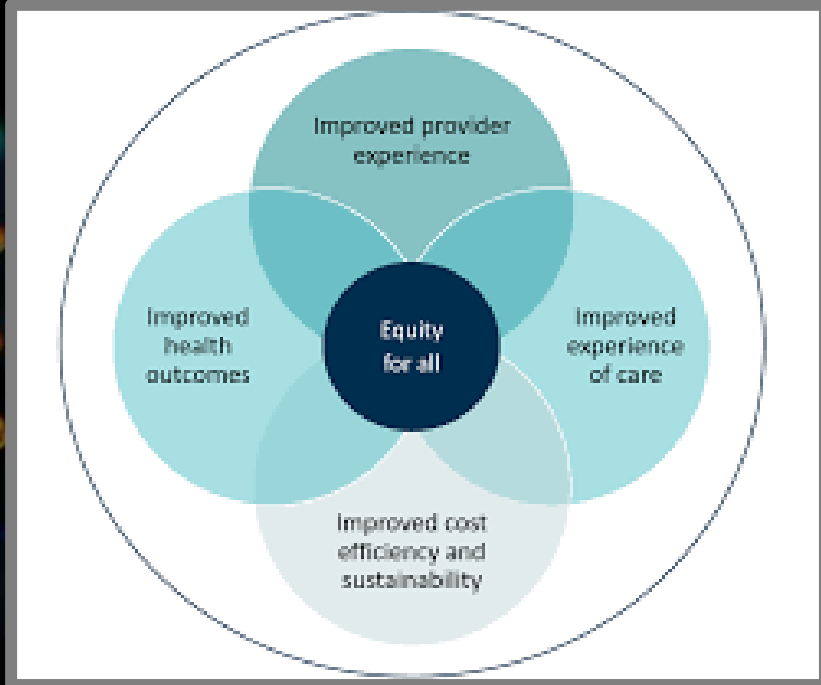 Improved provider
experience
Improved
health
outcomes
Equity
for all
Improved
experience
of care
Improved cost
efficiency and
sustainability